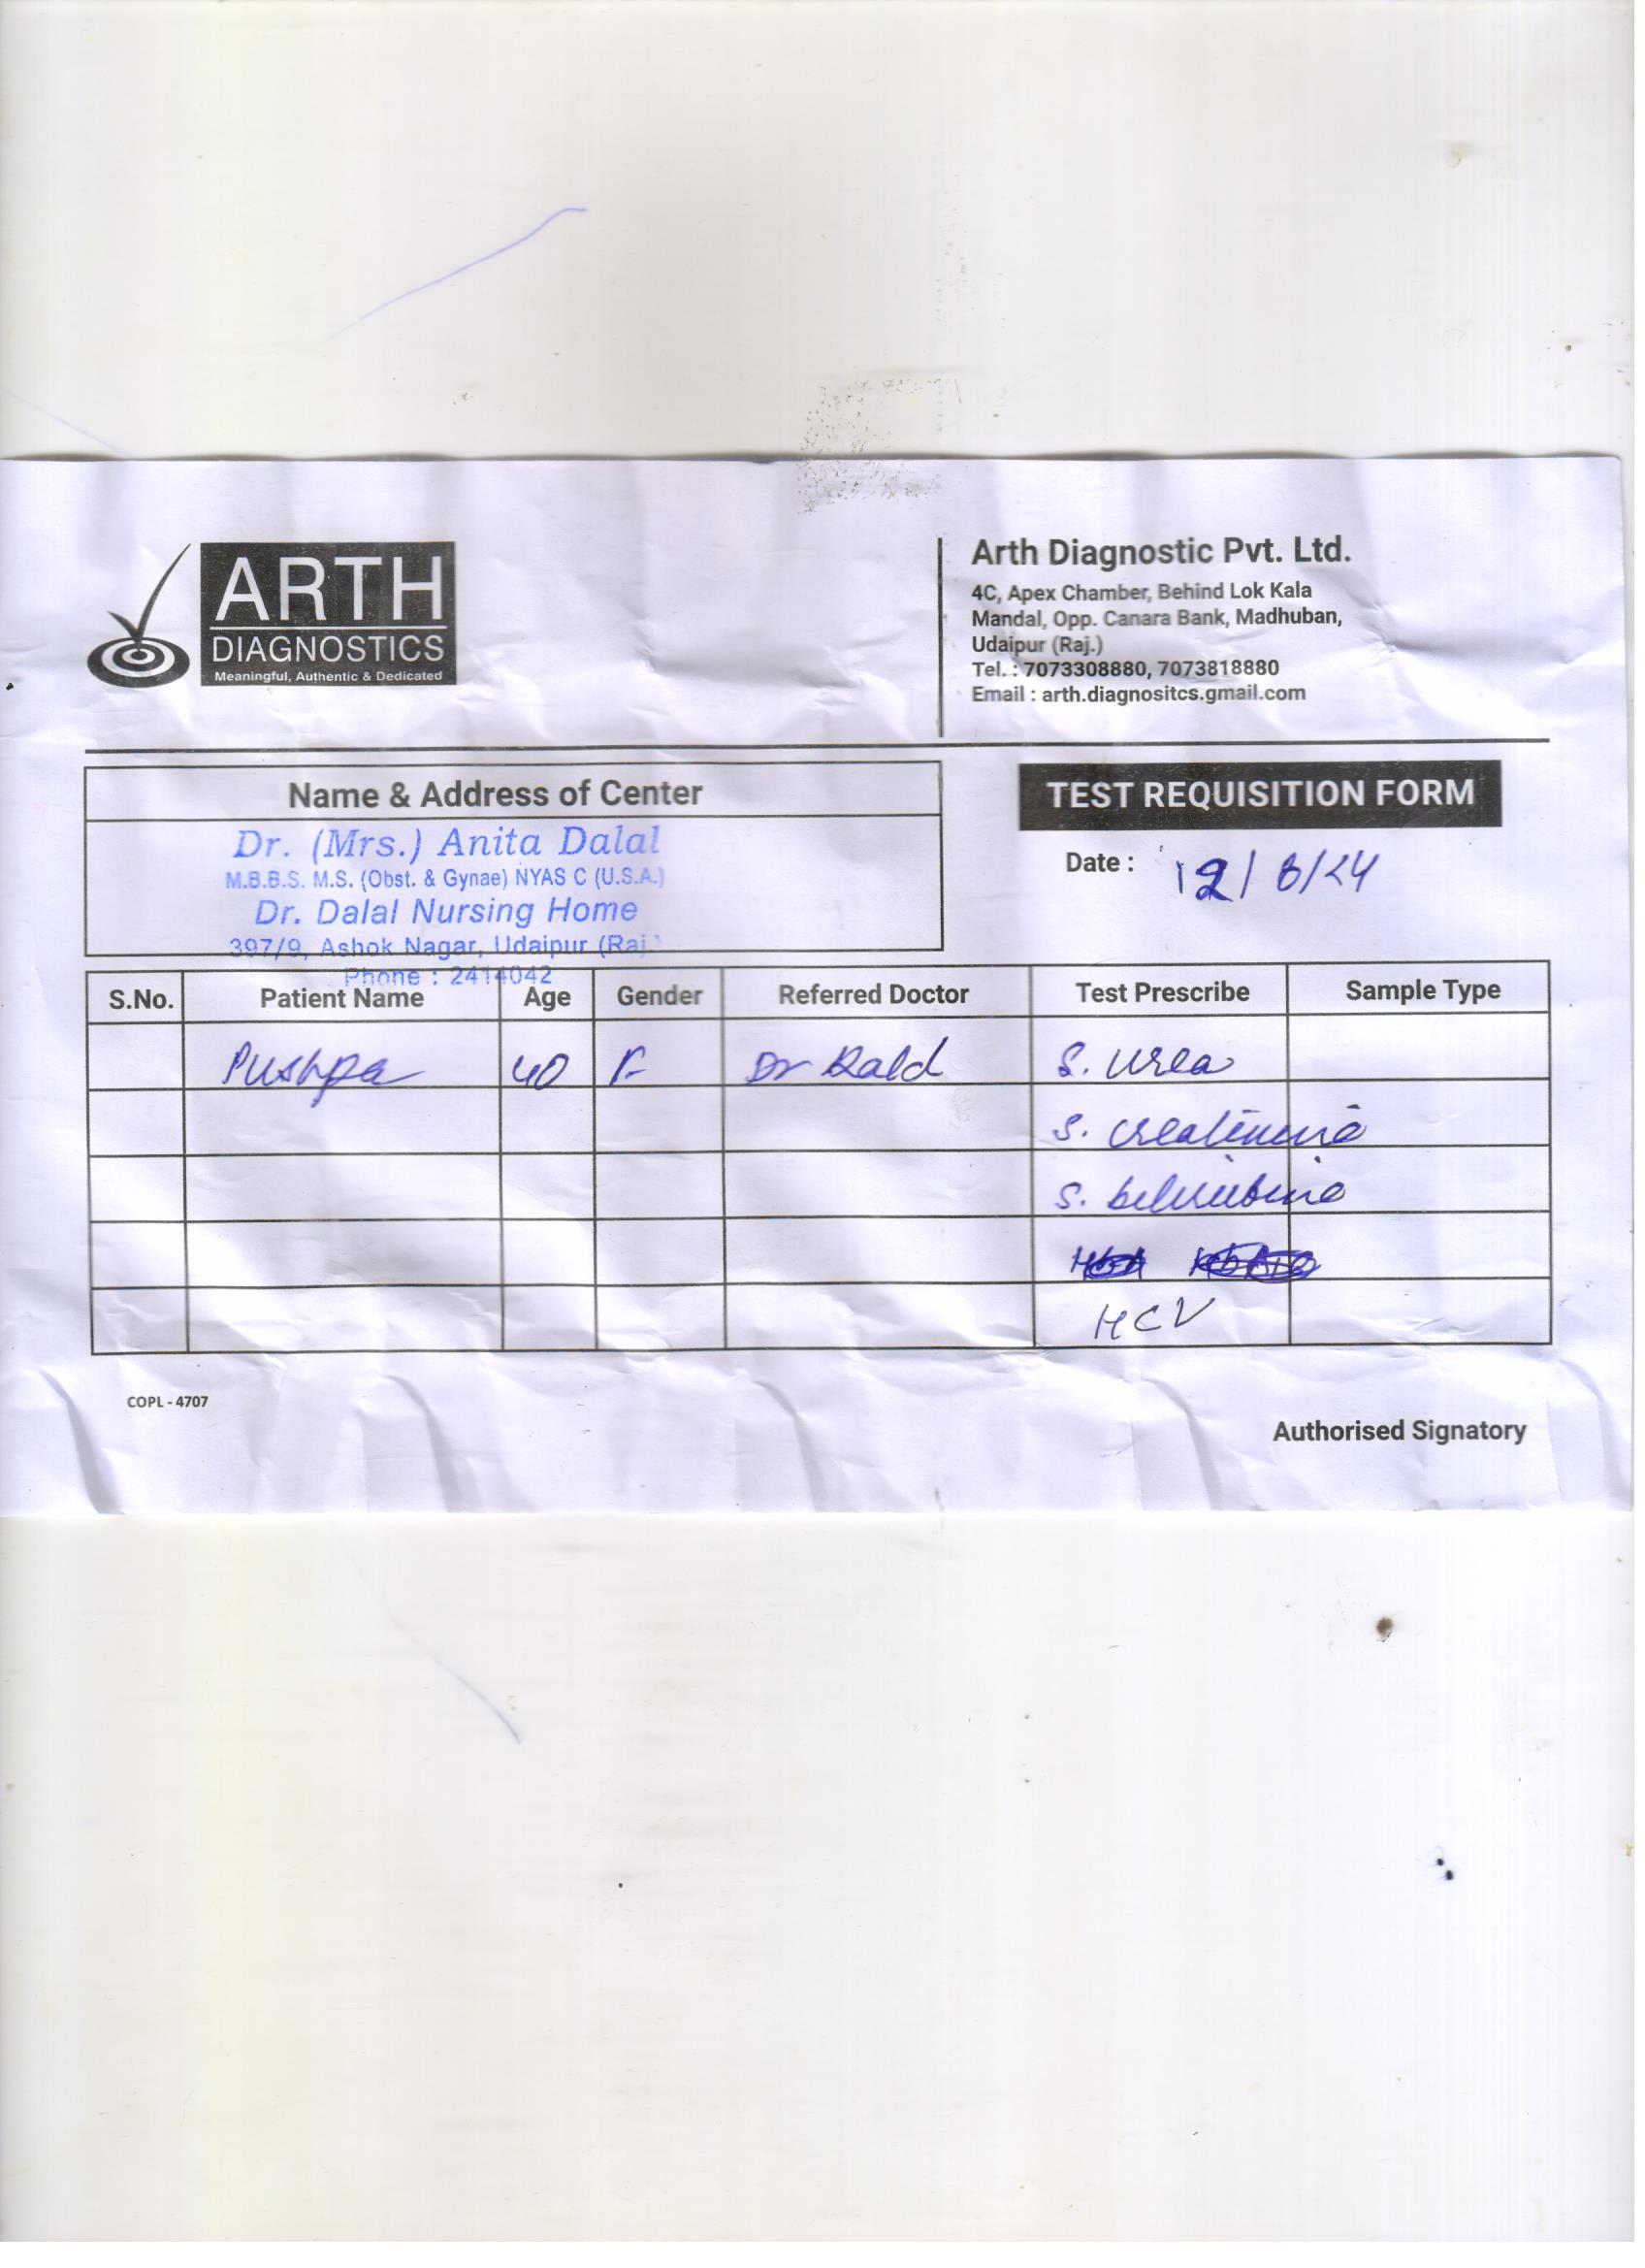 ARTH
DIAGNOSTICS
Meaningful, Authentic & Dedicated
Arth Diagnostic Pvt. Ltd.
4C, Apex Chamber, Behind Lok Kala
Mandal, Opp. Canara Bank, Madhuban,
Udaipur (Raj.)
Tel. : 7073308880, 7073818880
Email : arth.diagnositcs.gmail.com
Name & Address of Center
Dr. (Mrs.) Anita Dalal
M.B.B.S. M.S. (Obst. & Gynae) NYAS C (U.S.A.)
Dr. Dalal Nursing Home
397/9, Ashok Nagar, Udaipur (Raj.)
Phone : 2414042
TEST REQUISITION FORM
Date : 12/8/24
S.No. Patient Name Age Gender Referred Doctor Test Prescribe Sample Type
Pushpa 40 F Dr S. Urea
S. creatinine
S. bilirubine
HCV
COPL - 4707
Authorised Signatory